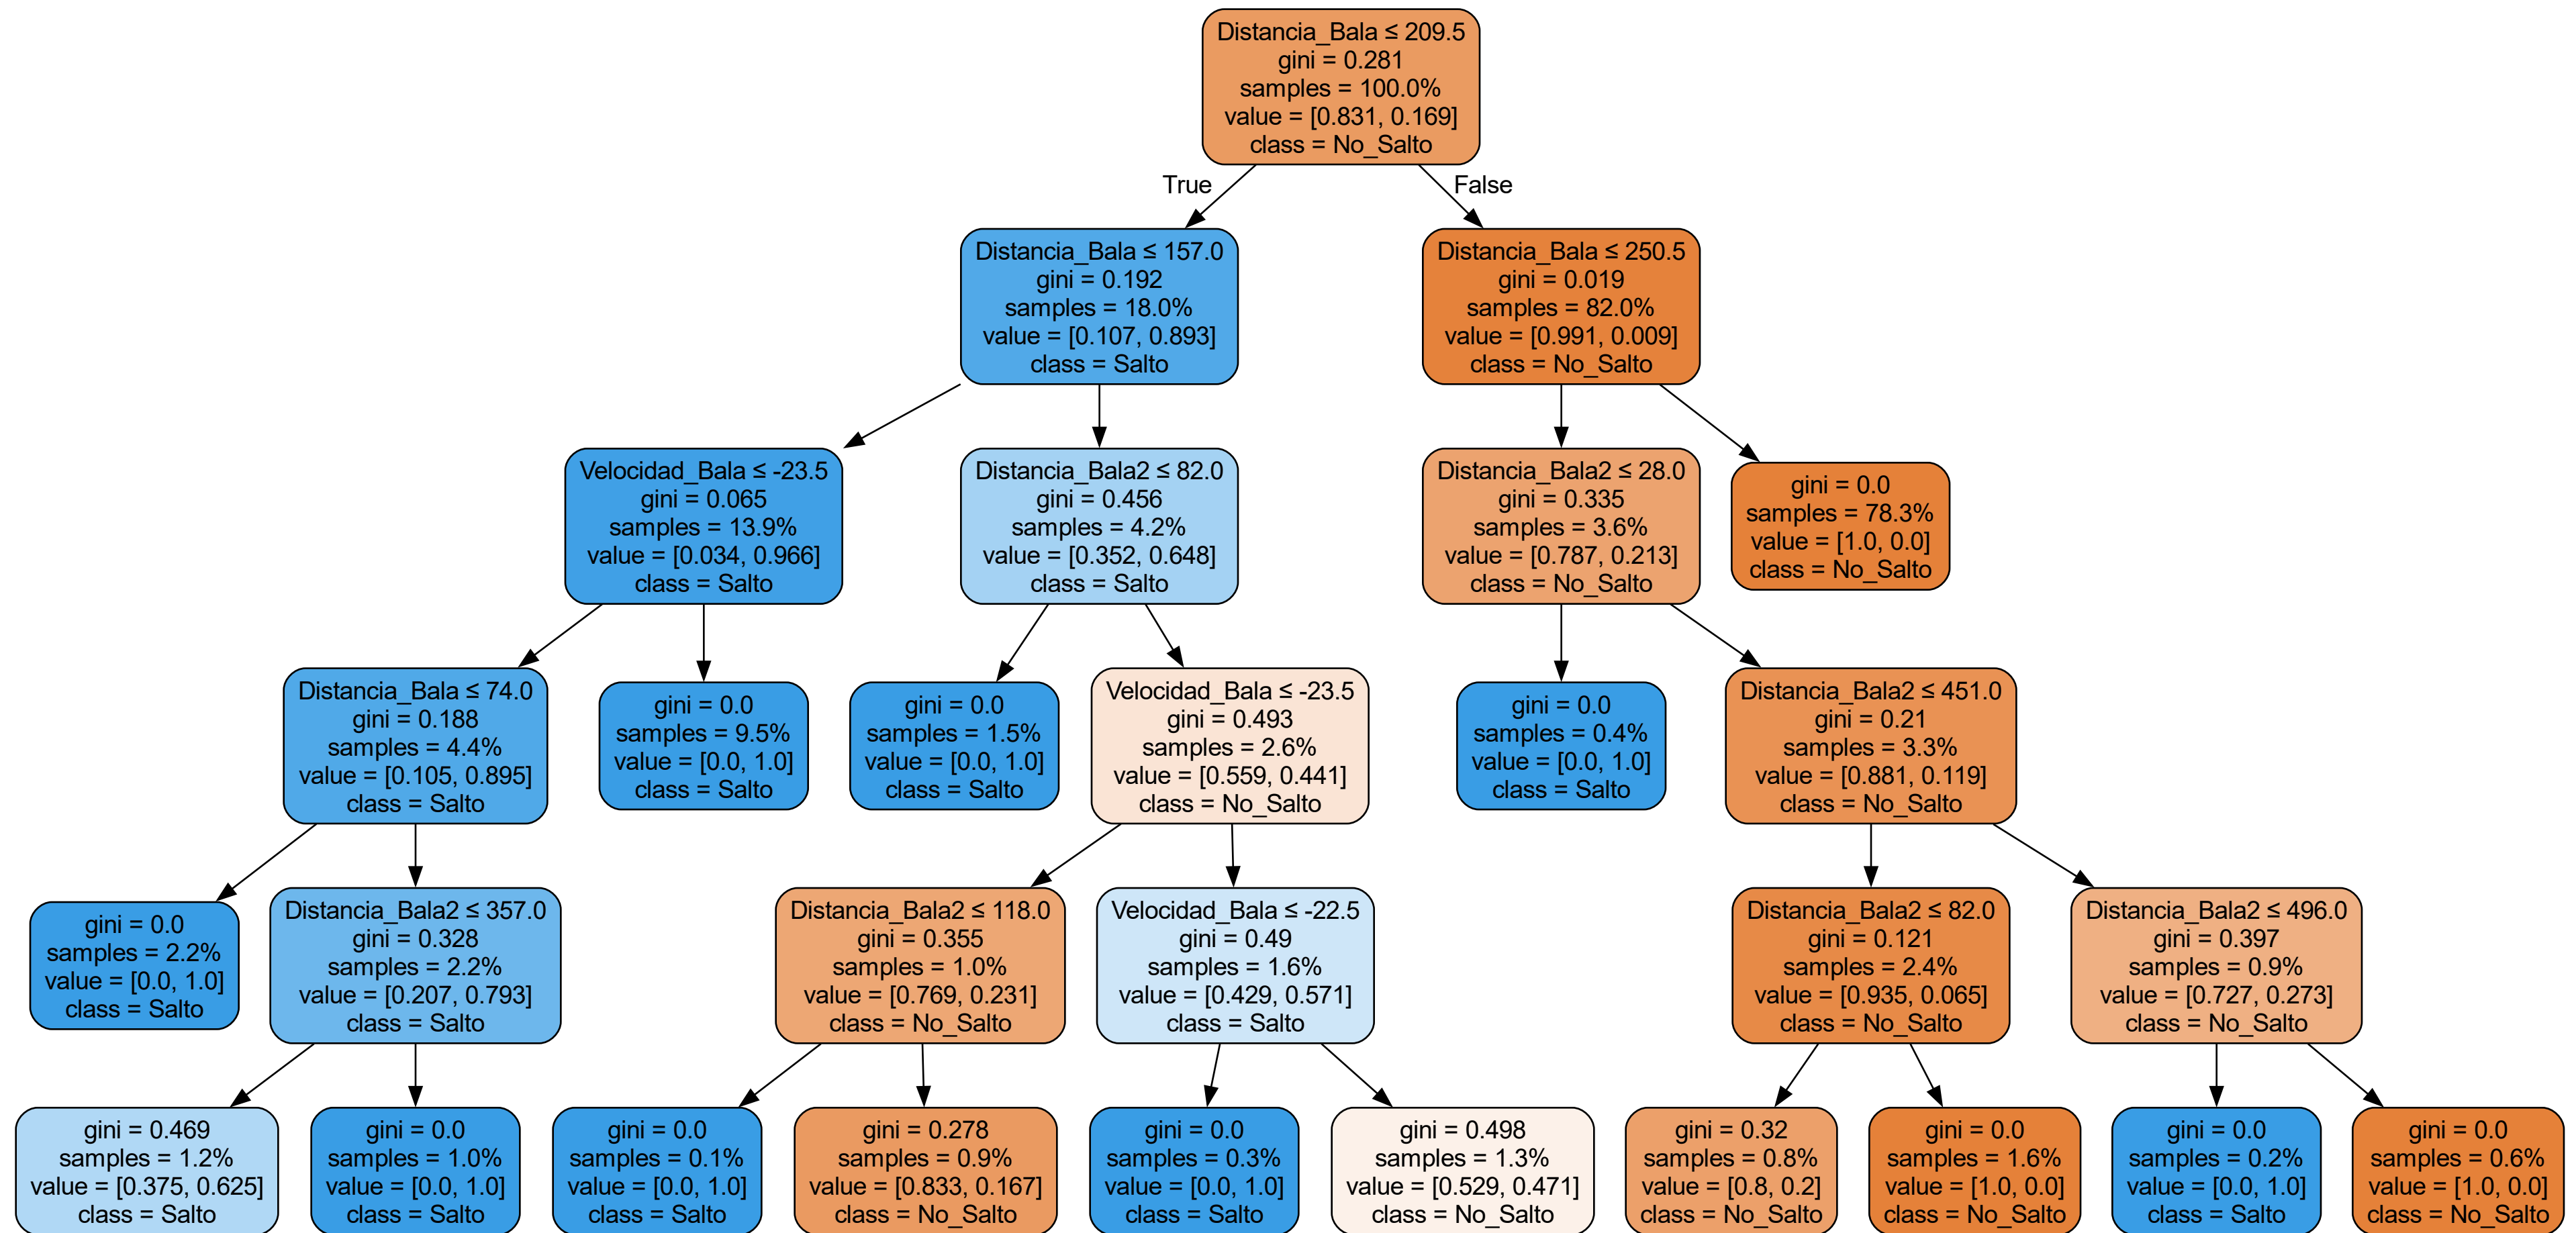 Distancia_Bala ≤ 209.5
gini = 0.281
samples = 100.0%
value = [0.831, 0.169]
class = No_Salto
True
False
Distancia_Bala ≤ 157.0
gini = 0.192
samples = 18.0%
value = [0.107, 0.893]
class = Salto
Distancia_Bala ≤ 250.5
gini = 0.019
samples = 82.0%
value = [0.991, 0.009]
class = No_Salto
Velocidad_Bala ≤ -23.5
gini = 0.065
samples = 13.9%
value = [0.034, 0.966]
class = Salto
Distancia_Bala2 ≤ 82.0
gini = 0.456
samples = 4.2%
value = [0.352, 0.648]
class = Salto
Distancia_Bala2 ≤ 28.0
gini = 0.335
samples = 3.6%
value = [0.787, 0.213]
class = No_Salto
gini = 0.0
samples = 78.3%
value = [1.0, 0.0]
class = No_Salto
Distancia_Bala ≤ 74.0
gini = 0.188
samples = 4.4%
value = [0.105, 0.895]
class = Salto
gini = 0.0
samples = 9.5%
value = [0.0, 1.0]
class = Salto
gini = 0.0
samples = 1.5%
value = [0.0, 1.0]
class = Salto
Velocidad_Bala ≤ -23.5
gini = 0.493
samples = 2.6%
value = [0.559, 0.441]
class = No_Salto
gini = 0.0
samples = 0.4%
value = [0.0, 1.0]
class = Salto
Distancia_Bala2 ≤ 451.0
gini = 0.21
samples = 3.3%
value = [0.881, 0.119]
class = No_Salto
gini = 0.0
samples = 2.2%
value = [0.0, 1.0]
class = Salto
Distancia_Bala2 ≤ 357.0
gini = 0.328
samples = 2.2%
value = [0.207, 0.793]
class = Salto
Distancia_Bala2 ≤ 118.0
gini = 0.355
samples = 1.0%
value = [0.769, 0.231]
class = No_Salto
Velocidad_Bala ≤ -22.5
gini = 0.49
samples = 1.6%
value = [0.429, 0.571]
class = Salto
Distancia_Bala2 ≤ 82.0
gini = 0.121
samples = 2.4%
value = [0.935, 0.065]
class = No_Salto
Distancia_Bala2 ≤ 496.0
gini = 0.397
samples = 0.9%
value = [0.727, 0.273]
class = No_Salto
gini = 0.469
samples = 1.2%
value = [0.375, 0.625]
class = Salto
gini = 0.0
samples = 1.0%
value = [0.0, 1.0]
class = Salto
gini = 0.0
samples = 0.1%
value = [0.0, 1.0]
class = Salto
gini = 0.278
samples = 0.9%
value = [0.833, 0.167]
class = No_Salto
gini = 0.0
samples = 0.3%
value = [0.0, 1.0]
class = Salto
gini = 0.498
samples = 1.3%
value = [0.529, 0.471]
class = No_Salto
gini = 0.32
samples = 0.8%
value = [0.8, 0.2]
class = No_Salto
gini = 0.0
samples = 1.6%
value = [1.0, 0.0]
class = No_Salto
gini = 0.0
samples = 0.2%
value = [0.0, 1.0]
class = Salto
gini = 0.0
samples = 0.6%
value = [1.0, 0.0]
class = No_Salto